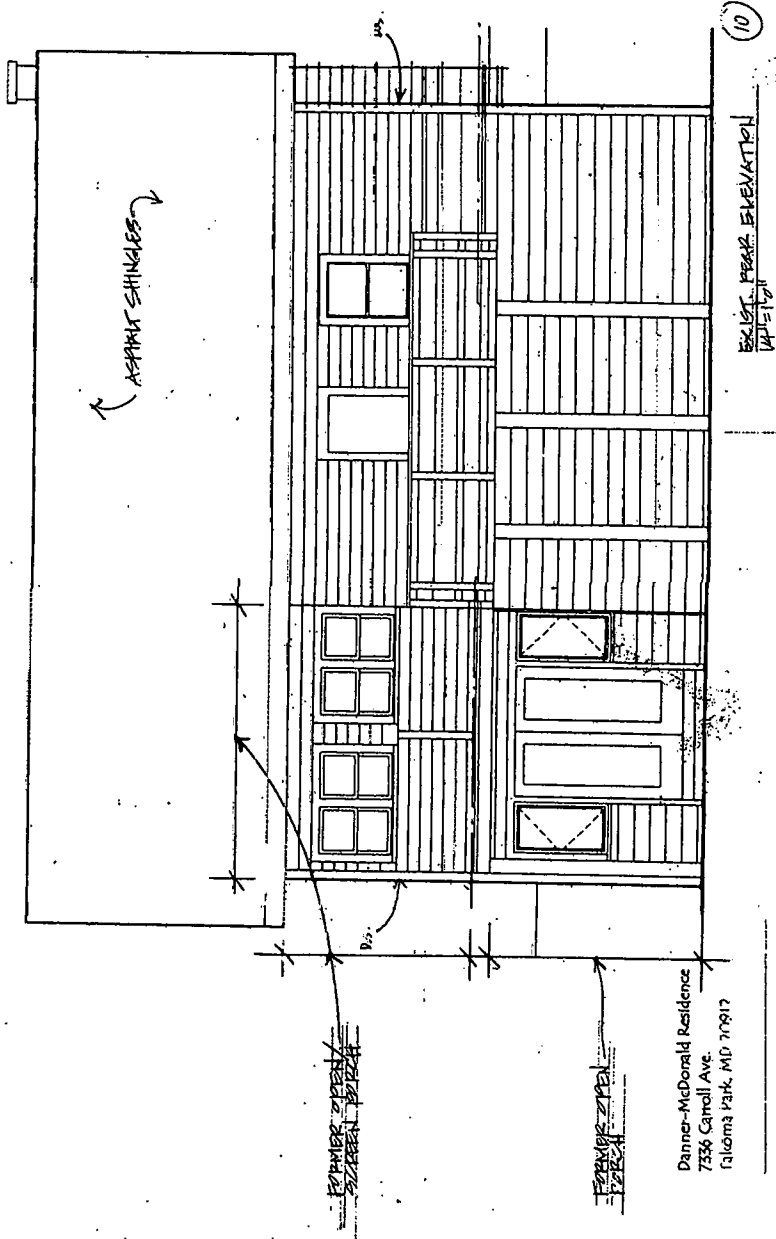 ASPHALT SHINGLES
D.S.
FORMER OPEN/
SCREEN PORCH
FORMER OPEN
PORCH
Danner-McDonald Residence
7336 Carroll Ave.
Takoma Park, MD 20912
EXIST. REAR ELEVATION
1/4"=1'-0"
10